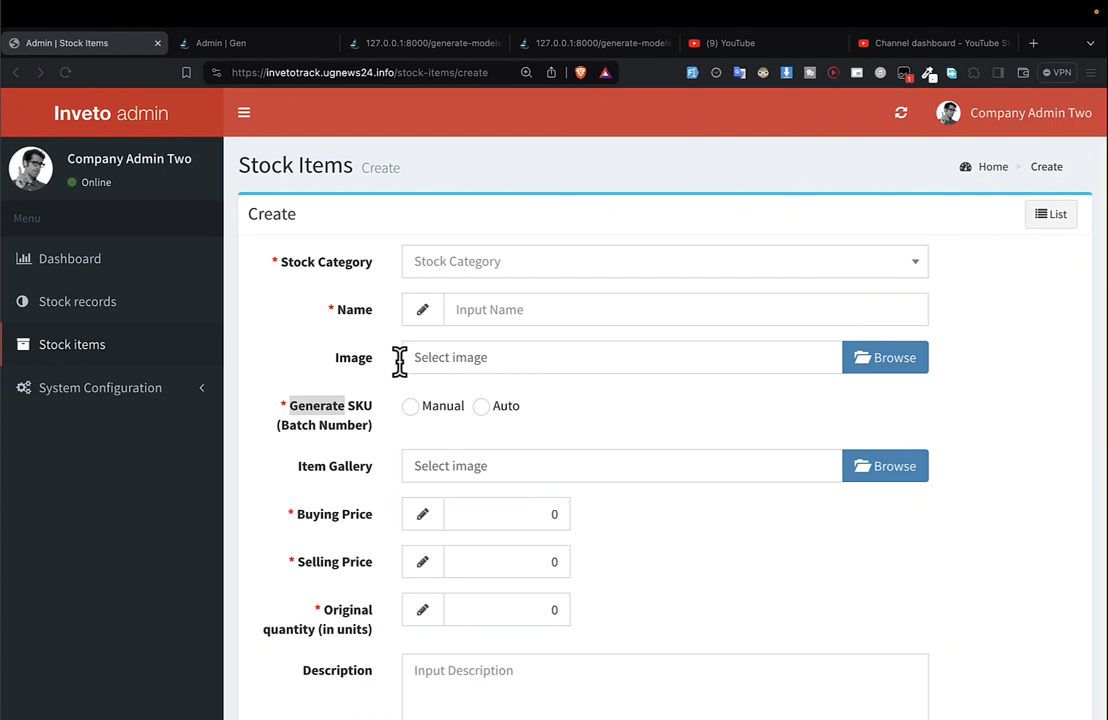 Admin | Stock Items
Admin | Gen
127.0.0.1:8000/generate-models
127.0.0.1:8000/generate-models
(9) YouTube
Channel dashboard - YouTube St
https://invetotrack.ugnews24.info/stock-items/create
1
VPN
Inveto admin
Company Admin Two
Company Admin Two
Online
Menu
Dashboard
Stock records
Stock items
System Configuration
Stock Items Create
Home > Create
Create
List
* Stock Category
Stock Category
* Name
Input Name
Image
Select image
Browse
* Generate SKU
(Batch Number)
Manual
Auto
Item Gallery
Select image
Browse
* Buying Price
0
* Selling Price
0
* Original
quantity (in units)
0
Description
Input Description